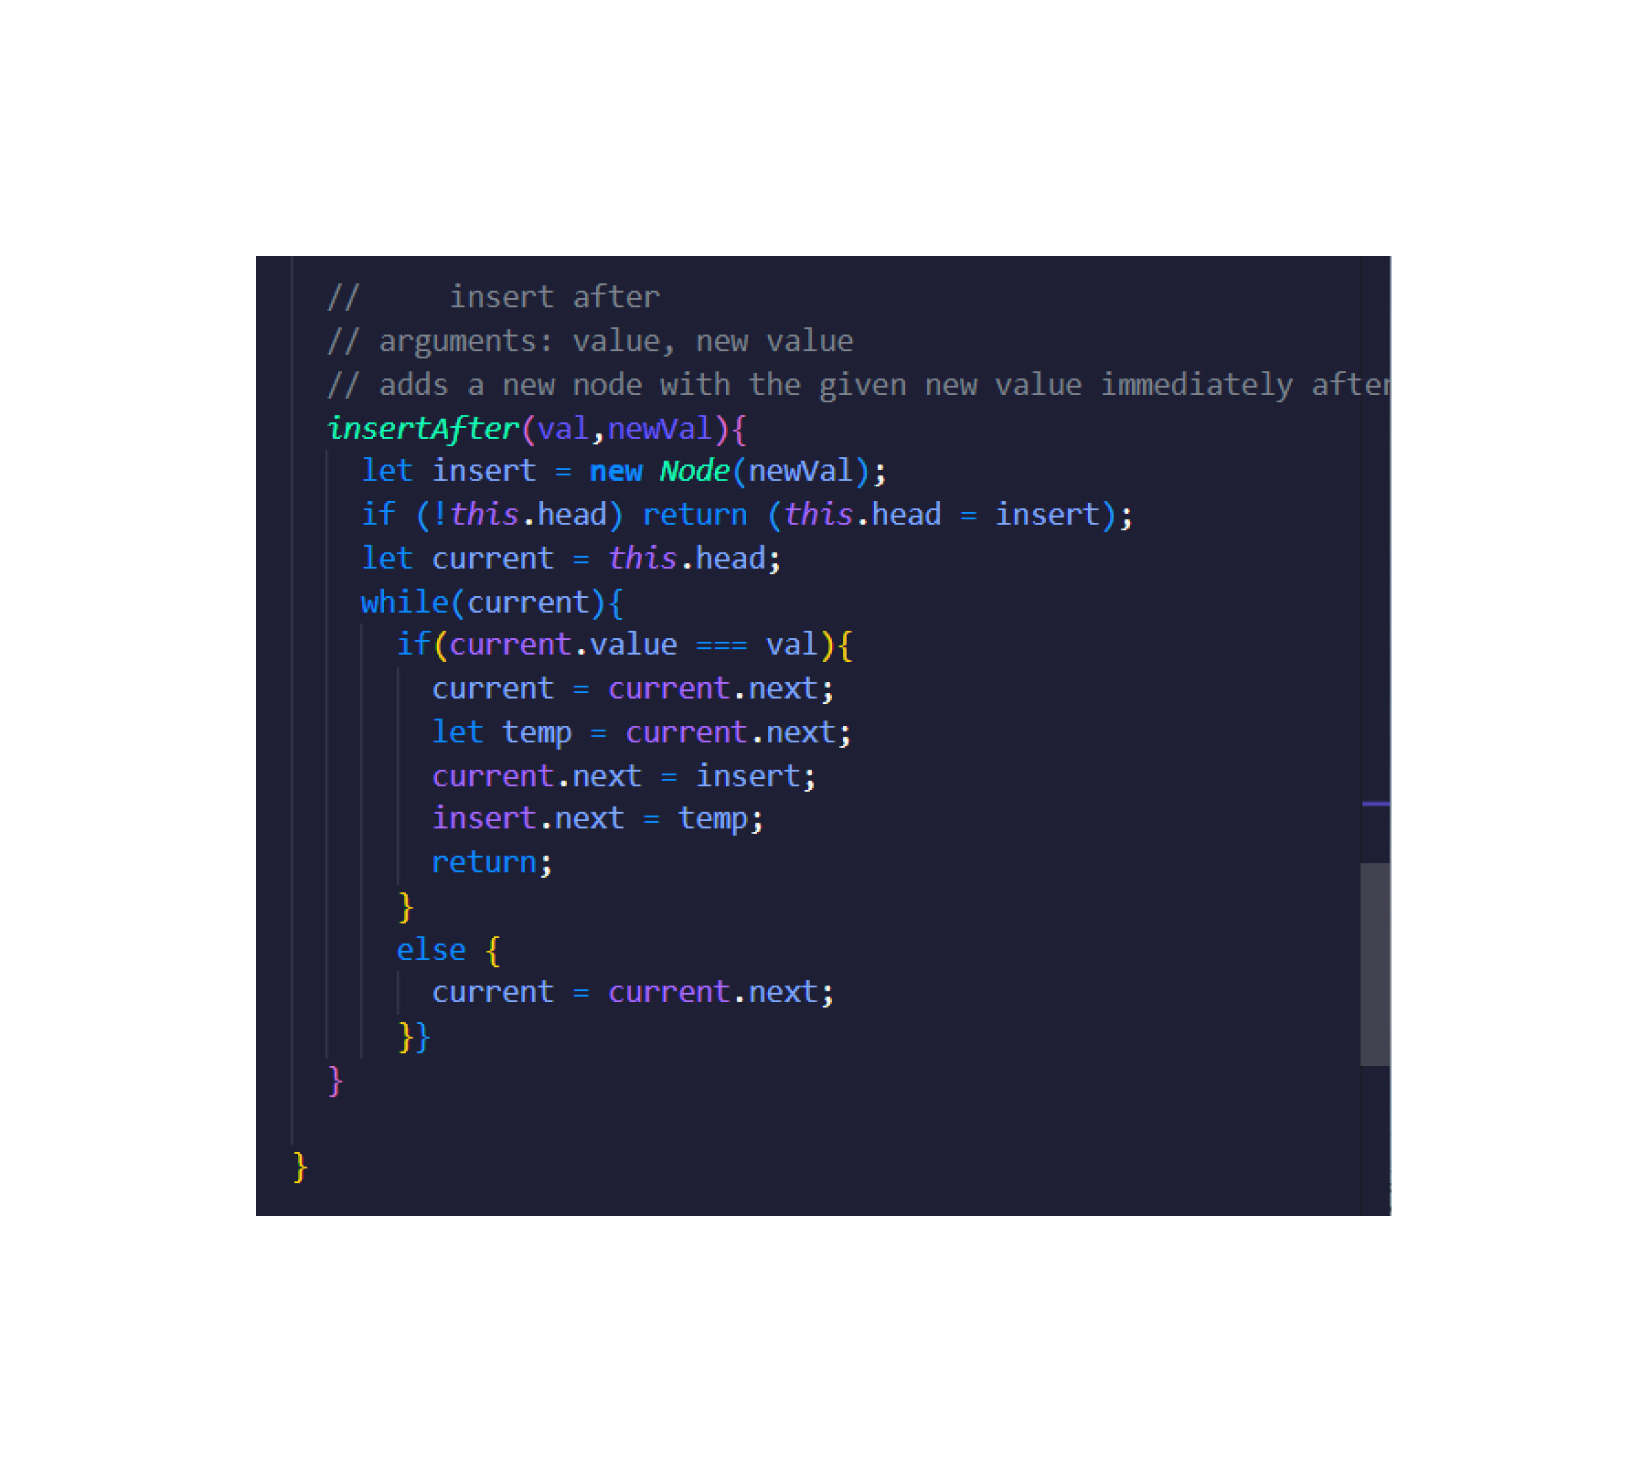 //     insert after
// arguments: value, new value
// adds a new node with the given new value immediately after
insertAfter(val,newVal){
let insert = new Node(newVal);
if (!this.head) return (this.head = insert);
let current = this.head;
while(current){
if(current.value === val){
current = current.next;
let temp = current.next;
current.next = insert;
insert.next = temp;
return;
}
else {
current = current.next;
}}
}
}